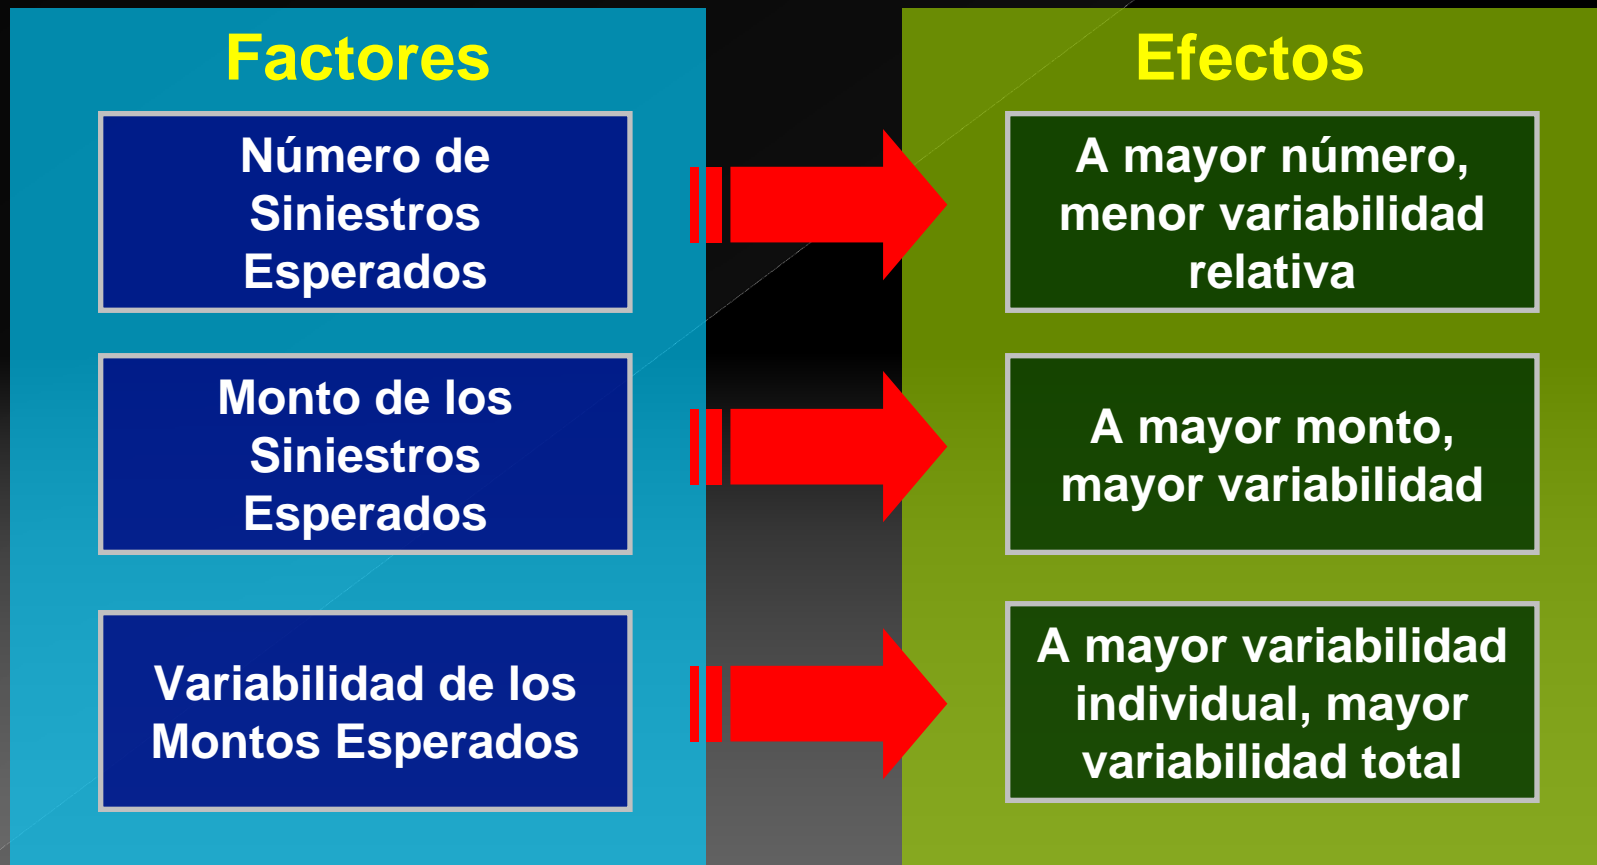 Factores
Número de
Siniestros
Esperados
Monto de los
Siniestros
Esperados
Variabilidad de los
Montos Esperados
Efectos
A mayor número,
menor variabilidad
relativa
A mayor monto,
mayor variabilidad
A mayor variabilidad
individual, mayor
variabilidad total